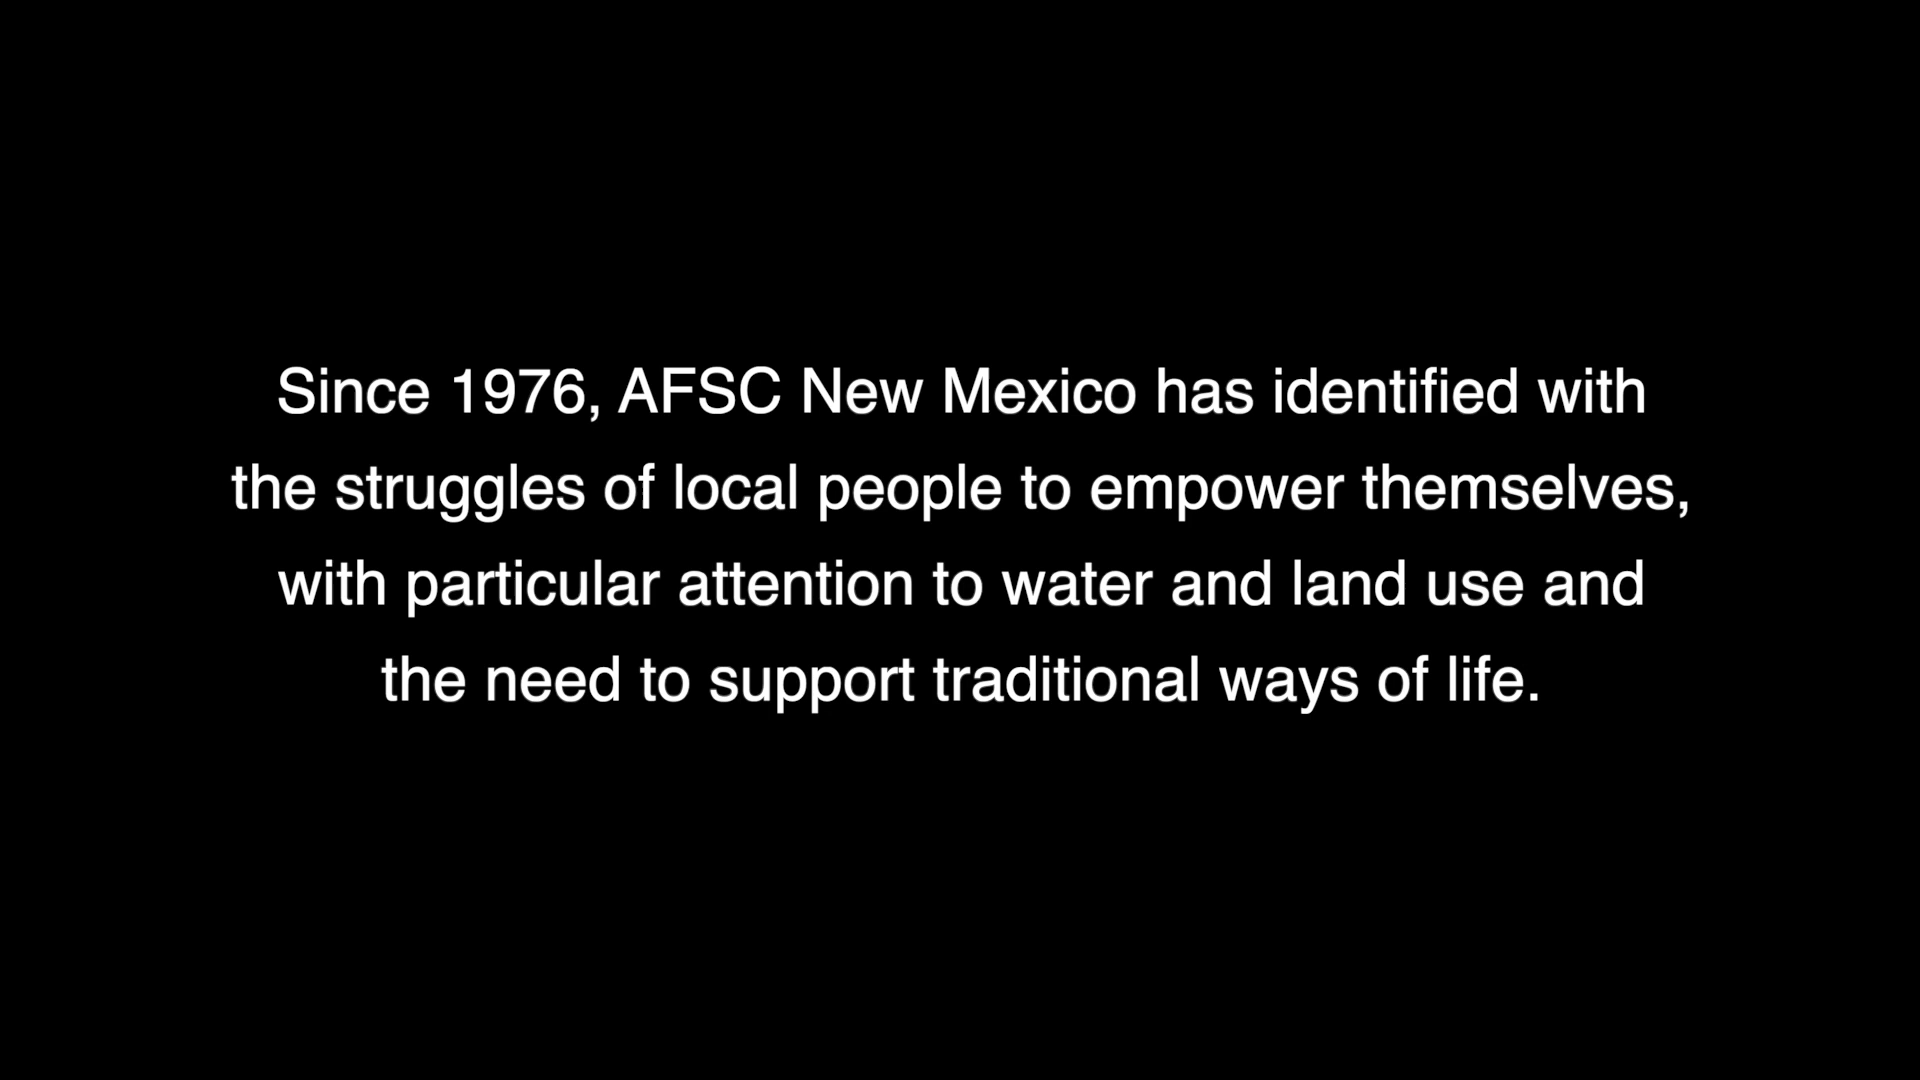 Since 1976, AFSC New Mexico has identified with
the struggles of local people to empower themselves,
with particular attention to water and land use and
the need to support traditional ways of life.